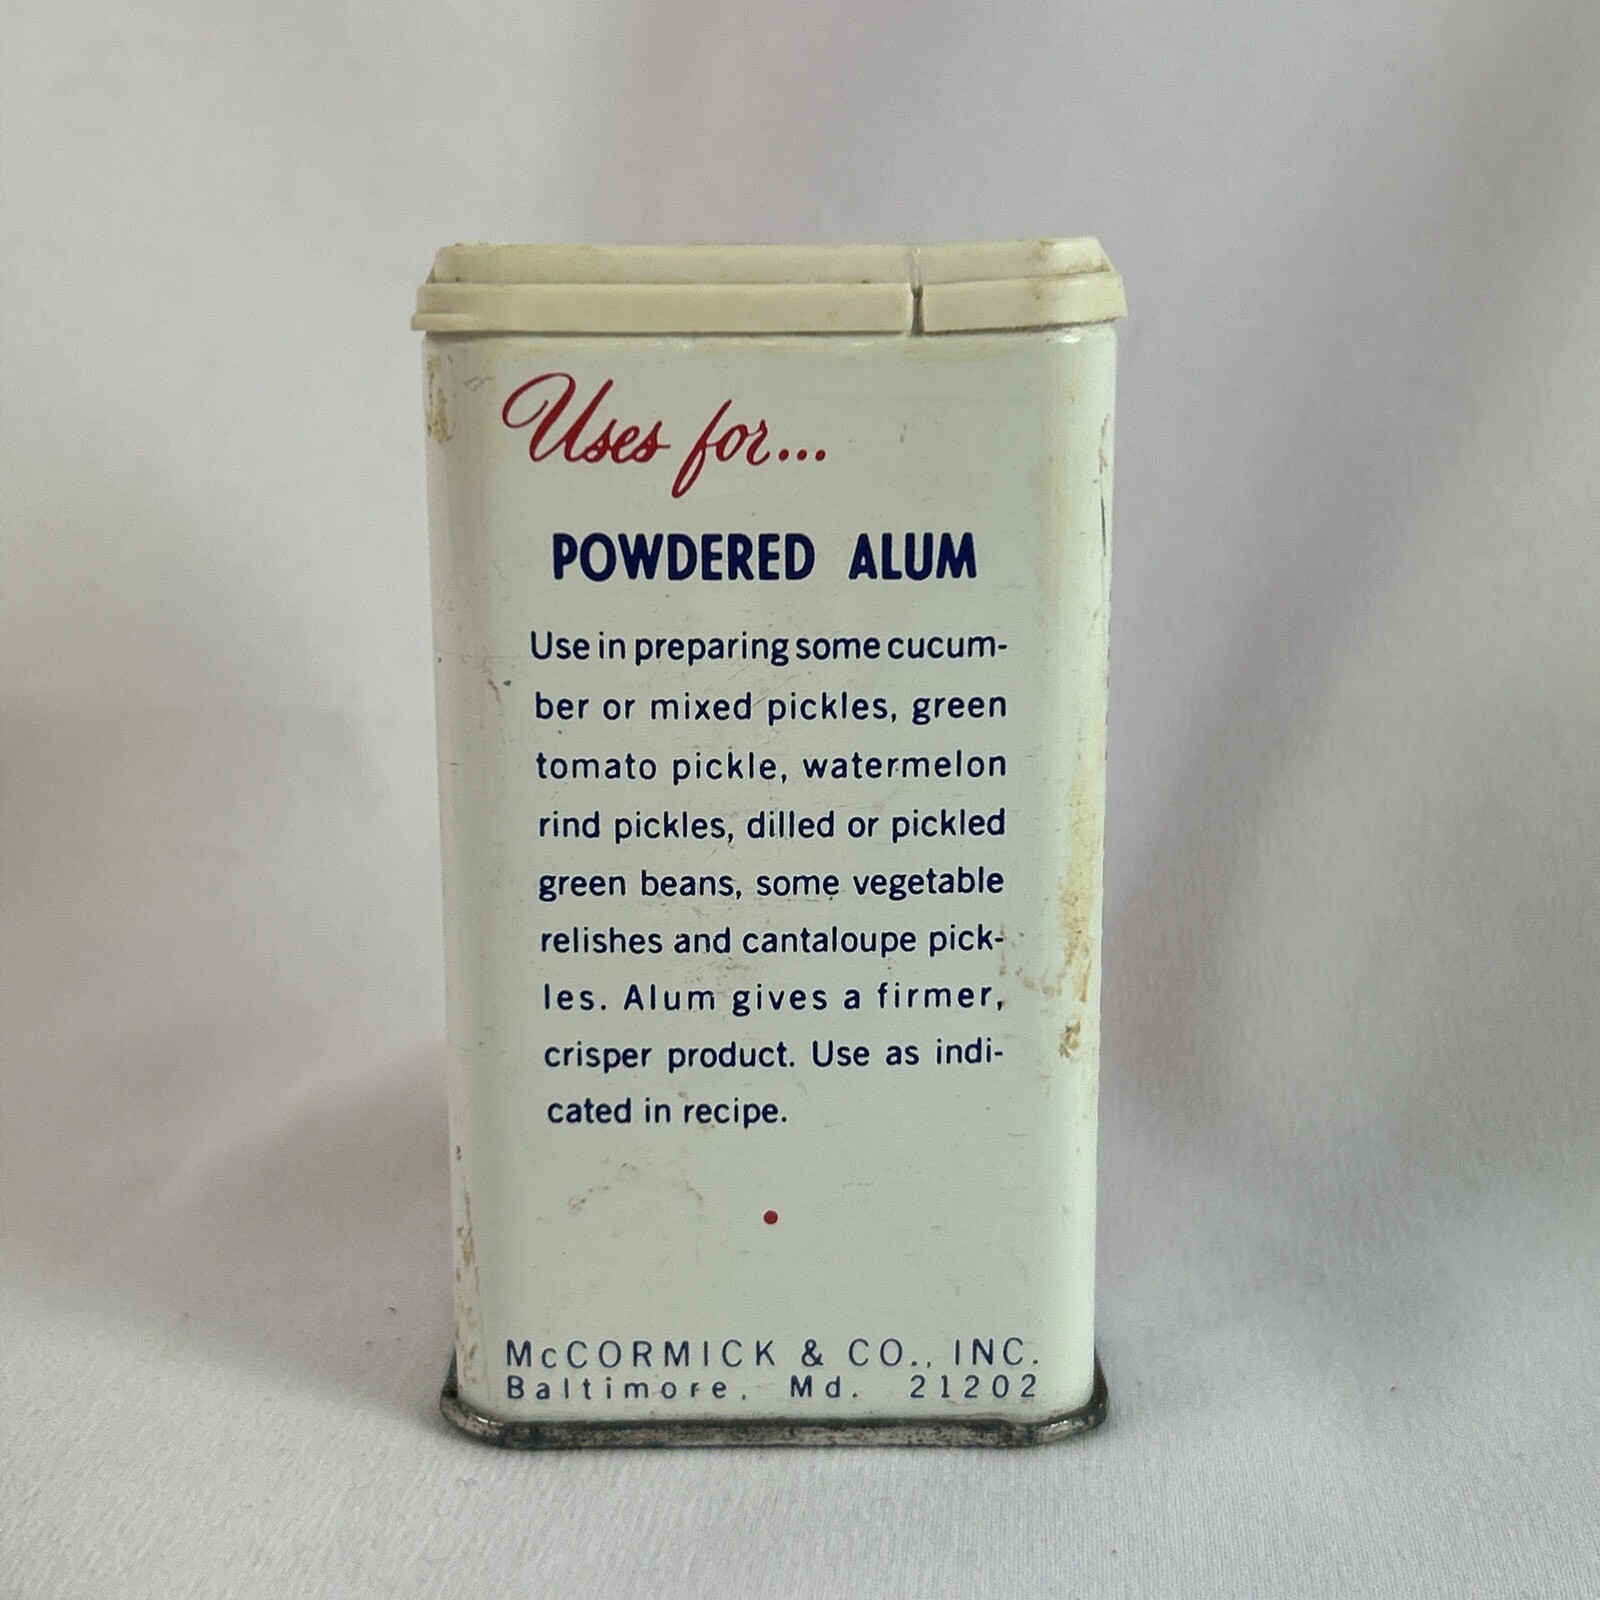 Uses for...
POWDERED ALUM
Use in preparing some cucum-
ber or mixed pickles, green
tomato pickle, watermelon
rind pickles, dilled or pickled
green beans, some vegetable
relishes and cantaloupe pick-
les. Alum gives a firmer,
crisper product. Use as indi-
cated in recipe.
McCORMICK & CO., INC.
Baltimore, Md. 21202